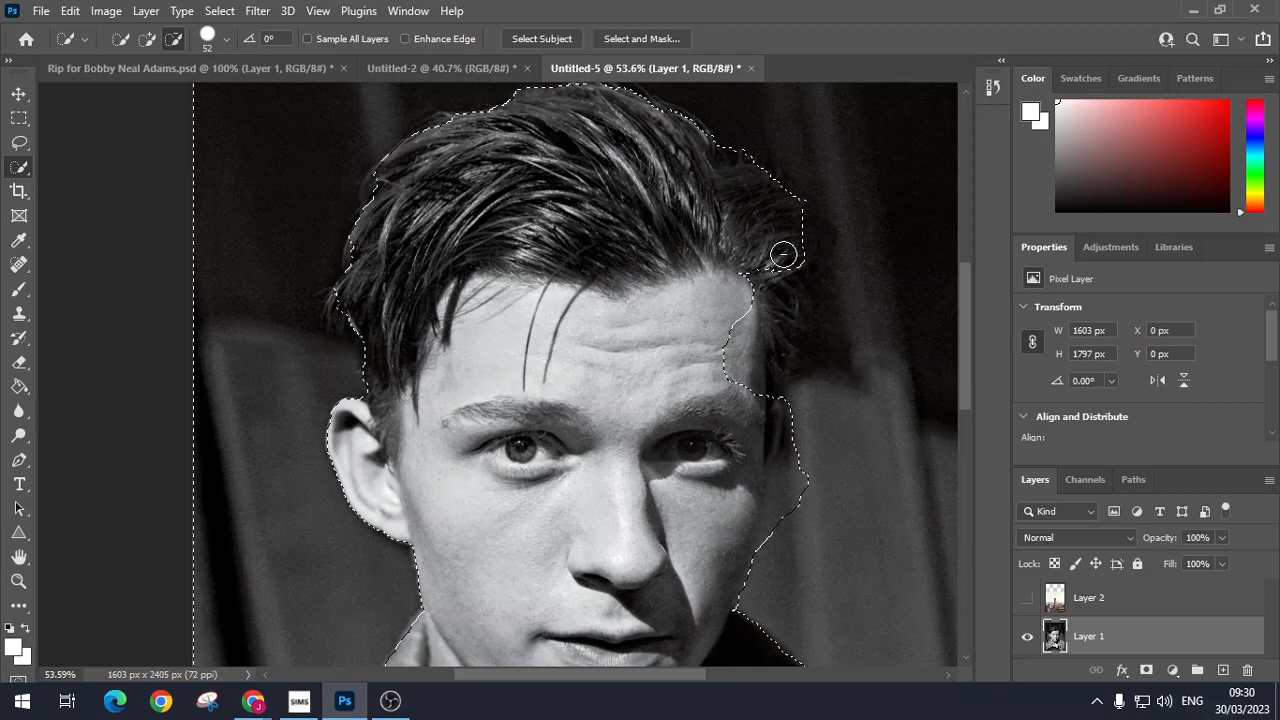 Ps File Edit Image Layer Type Select Filter 3D View Plugins Window Help
52 0° Sample All Layers Enhance Edge Select Subject Select and Mask...
Rip for Bobby Neal Adams.psd @ 100% (Layer 1, RGB/8#) * × Untitled-2 @ 40.7% (RGB/8#) * × Untitled-5 @ 53.6% (Layer 1, RGB/8#) * ×
Color Swatches Gradients Patterns
Properties Adjustments Libraries
Pixel Layer
Transform
W 1603 px X 0 px
H 1797 px Y 0 px
0.00°
Align and Distribute
Align:
Layers Channels Paths
Kind
Normal Opacity: 100%
Lock: Fill: 100%
Layer 2
Layer 1
53.59% 1603 px x 2405 px (72 ppi)
SIMS Ps ENG 09:30
30/03/2023